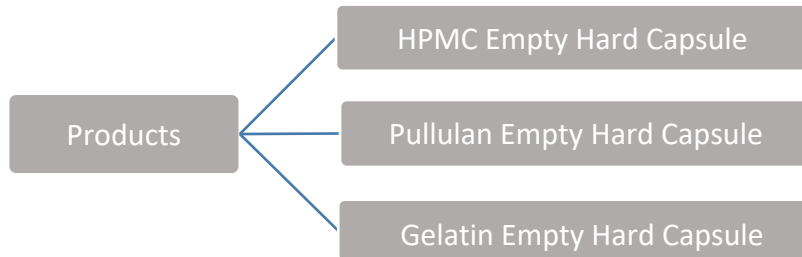 HPMC Empty Hard Capsule
Products
Pullulan Empty Hard Capsule
Gelatin Empty Hard Capsule